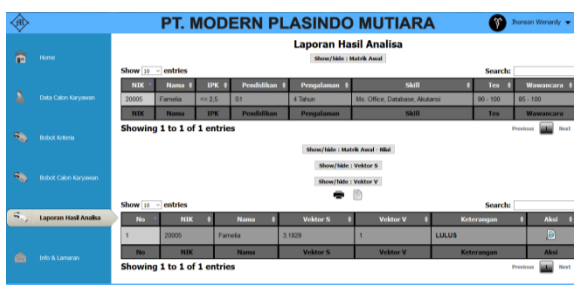 PT. MODERN PLASINDO MUTIARA
Jhonson Wenardy
Home
Data Calon Karyawan
Bobot Kriteria
Bobot Calon Karyawan
Laporan Hasil Analisa
Info & Lamaran
Laporan Hasil Analisa
Show/hide : Matrik Awal
Show 10 entries Search:
NIK Nama IPK Pendidikan Pengalaman Skill Tes Wawancara
20005 Famelia <= 2,5 S1 4 Tahun Ms. Office, Database, Akutansi 90 - 100 85 - 100
NIK Nama IPK Pendidikan Pengalaman Skill Tes Wawancara
Showing 1 to 1 of 1 entries Previous 1 Next
Show/hide : Matrik Awal - Nilai
Show/hide : Vektor S
Show/hide : Vektor V
Show 10 entries Search:
No NIK Nama Vektor S Vektor V Keterangan Aksi
1 20005 Famelia 3.1829 1 LULUS
No NIK Nama Vektor S Vektor V Keterangan Aksi
Showing 1 to 1 of 1 entries Previous 1 Next